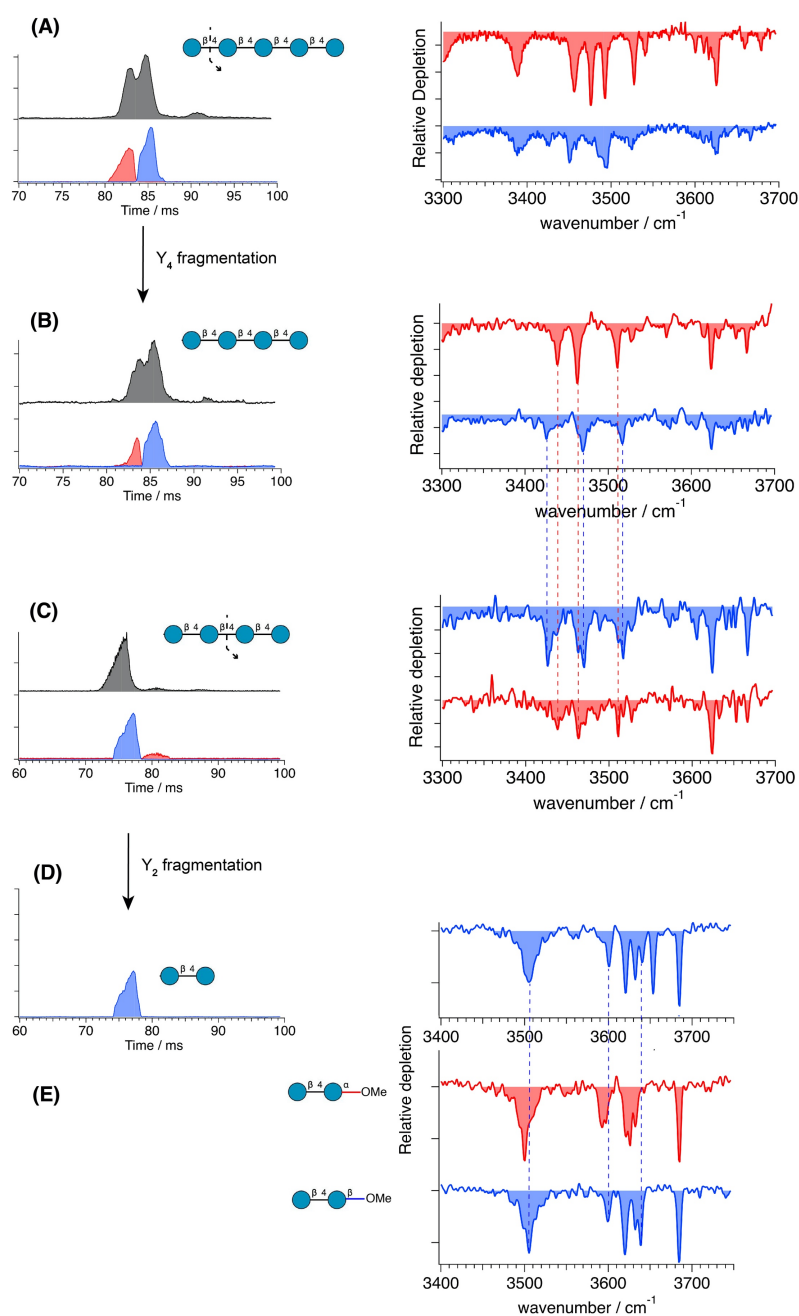 (A)
β 4 β 4 β 4 β 4
70 75 80 85 90 95 100
Time / ms
Relative Depletion
3300 3400 3500 3600 3700
wavenumber / cm-1
Y4 fragmentation
(B)
β 4 β 4 β 4
70 75 80 85 90 95 100
Time / ms
Relative depletion
3300 3400 3500 3600 3700
wavenumber / cm-1
(C)
β 4 β 4 β 4
60 70 80 90 100
Time / ms
Relative depletion
3300 3400 3500 3600 3700
wavenumber / cm-1
Y2 fragmentation
(D)
β 4
60 70 80 90 100
Time / ms
3400 3500 3600 3700
Relative depletion
(E)
β 4 α
OMe
β 4 β
OMe
3400 3500 3600 3700
wavenumber / cm-1